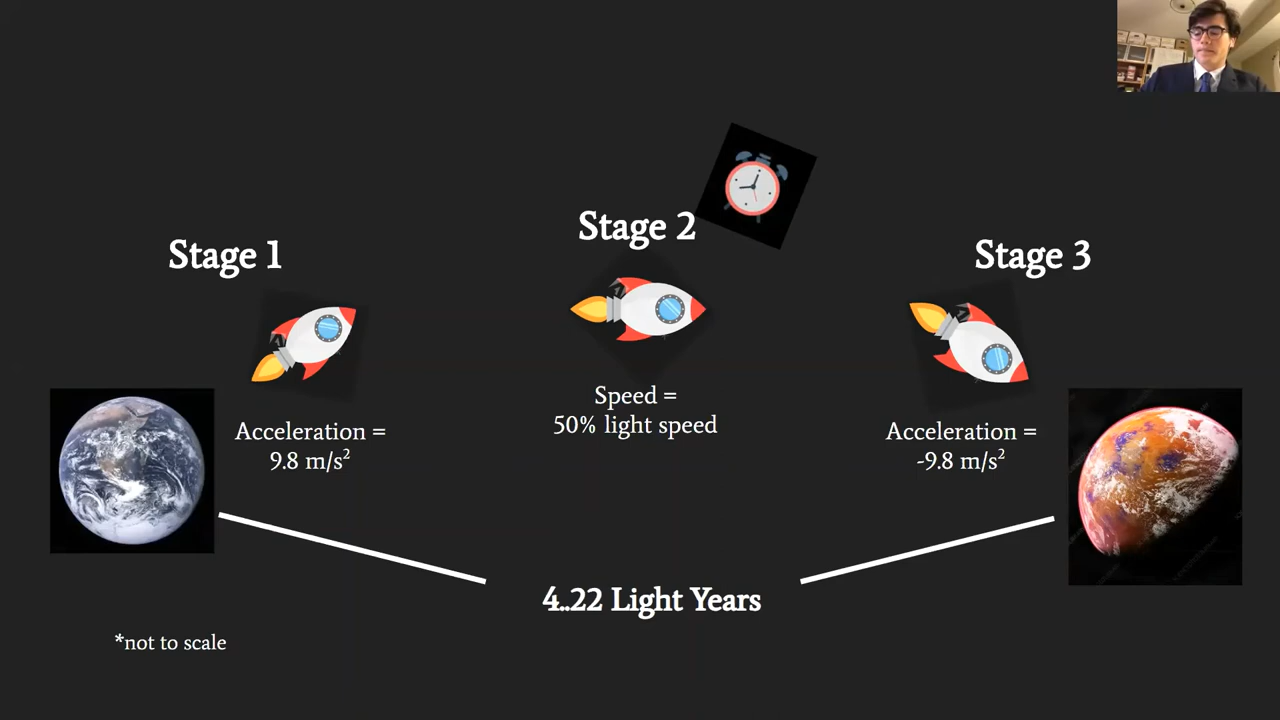 Stage 1
Stage 2
Stage 3
Acceleration =
9.8 m/s²
Speed =
50% light speed
Acceleration =
-9.8 m/s²
4..22 Light Years
*not to scale